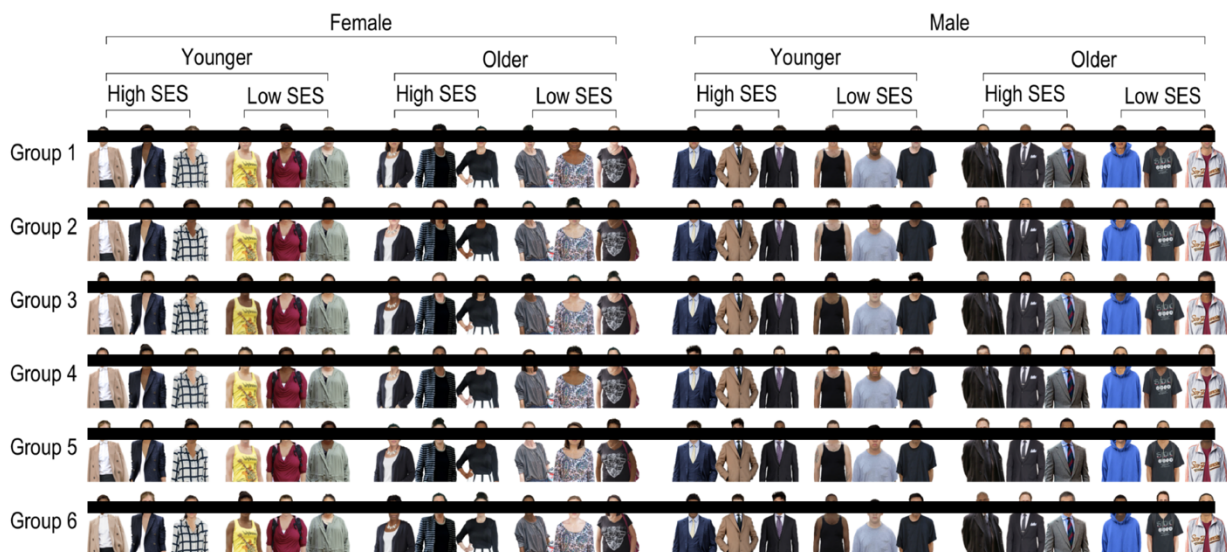 Female Male
Younger Older Younger Older
High SES Low SES High SES Low SES High SES Low SES High SES Low SES
Group 1
Group 2
Group 3
Group 4
Group 5
Group 6